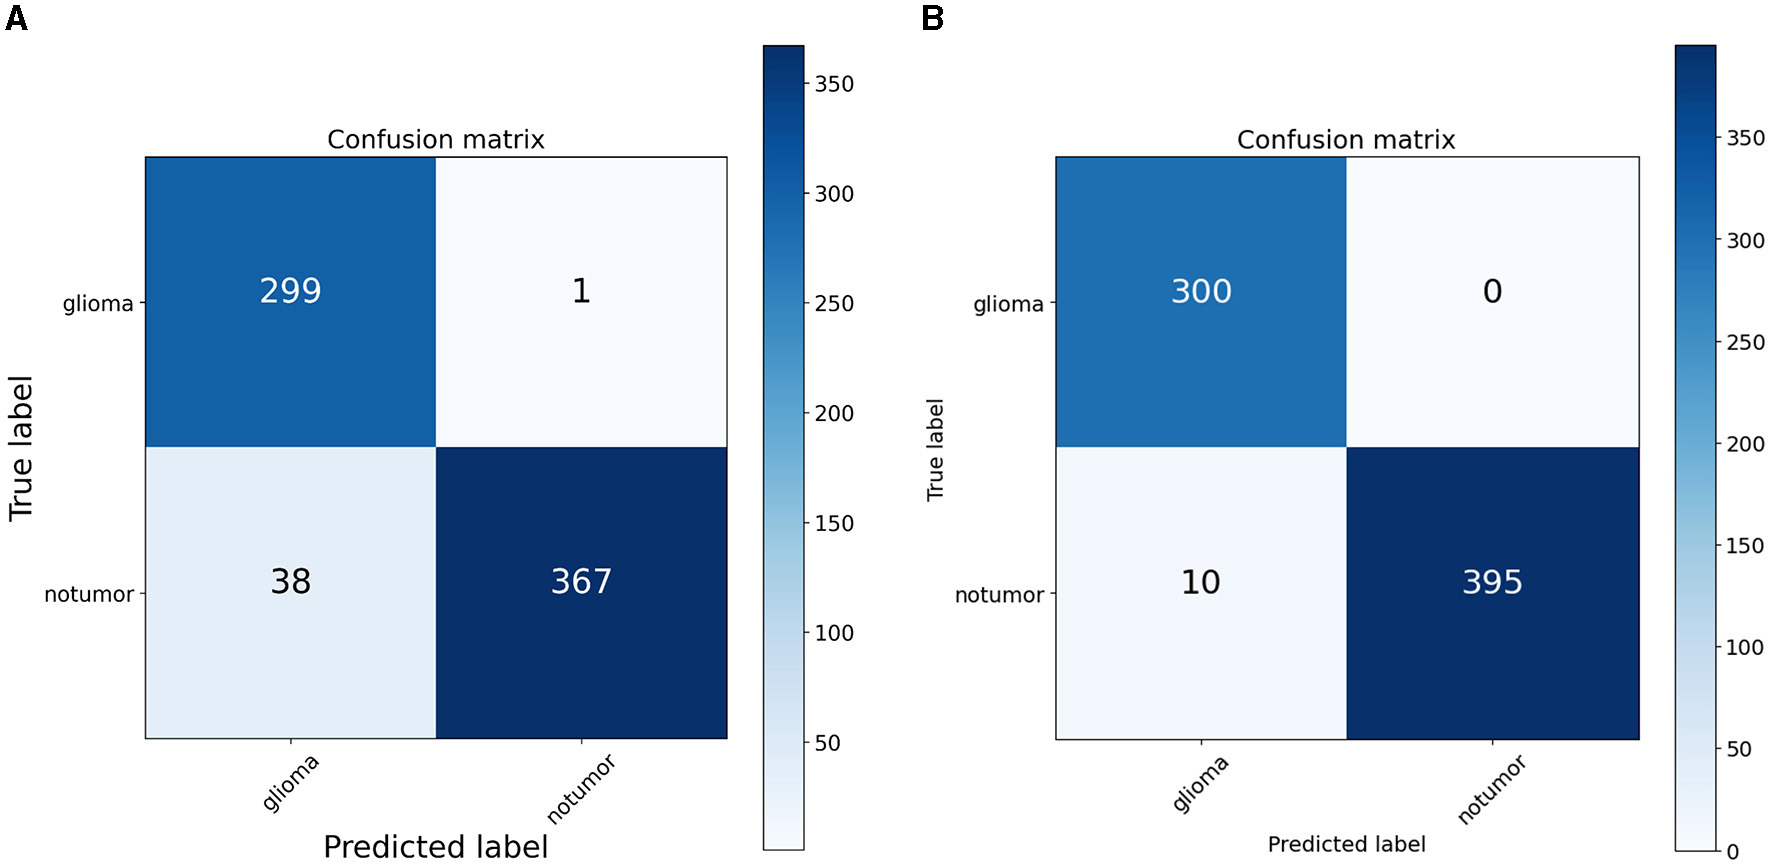 A
Confusion matrix
True label
glioma
299
1
notumor
38
367
glioma
notumor
Predicted label
350
300
250
200
150
100
50
B
Confusion matrix
True label
glioma
300
0
notumor
10
395
glioma
notumor
Predicted label
350
300
250
200
150
100
50
0